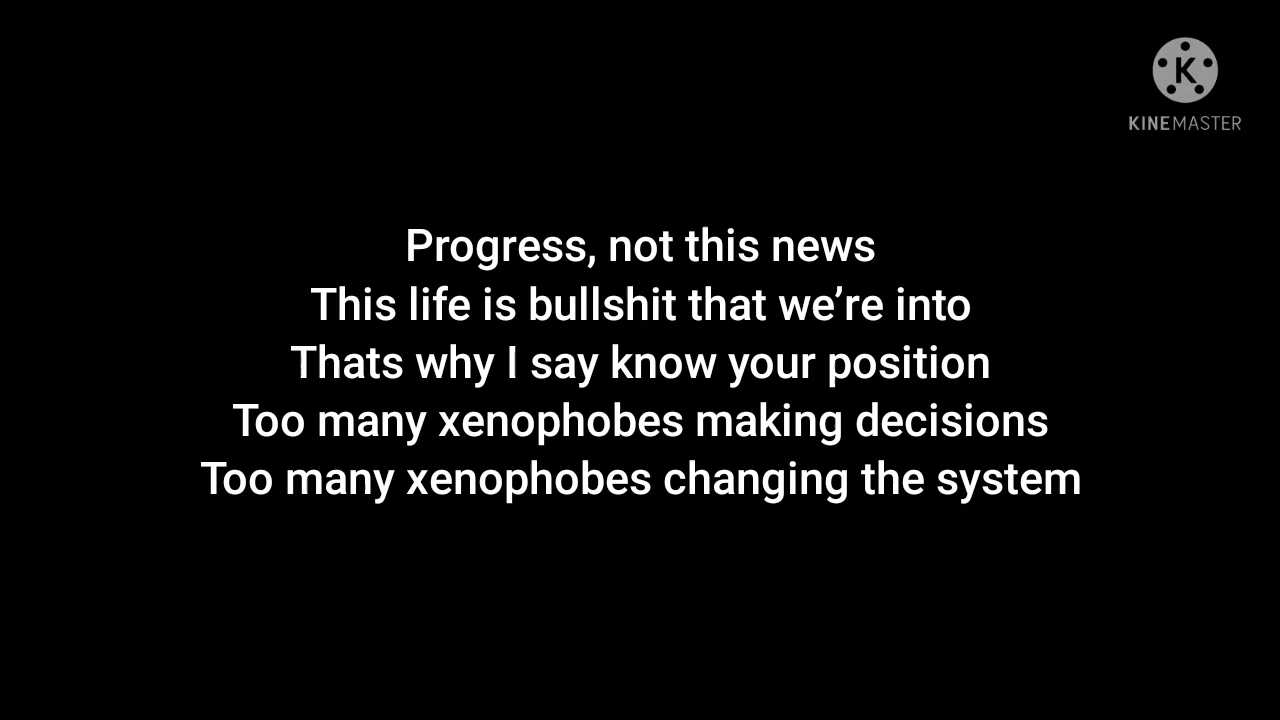 K
KINEMASTER
Progress, not this news
This life is bullshit that we’re into
Thats why I say know your position
Too many xenophobes making decisions
Too many xenophobes changing the system